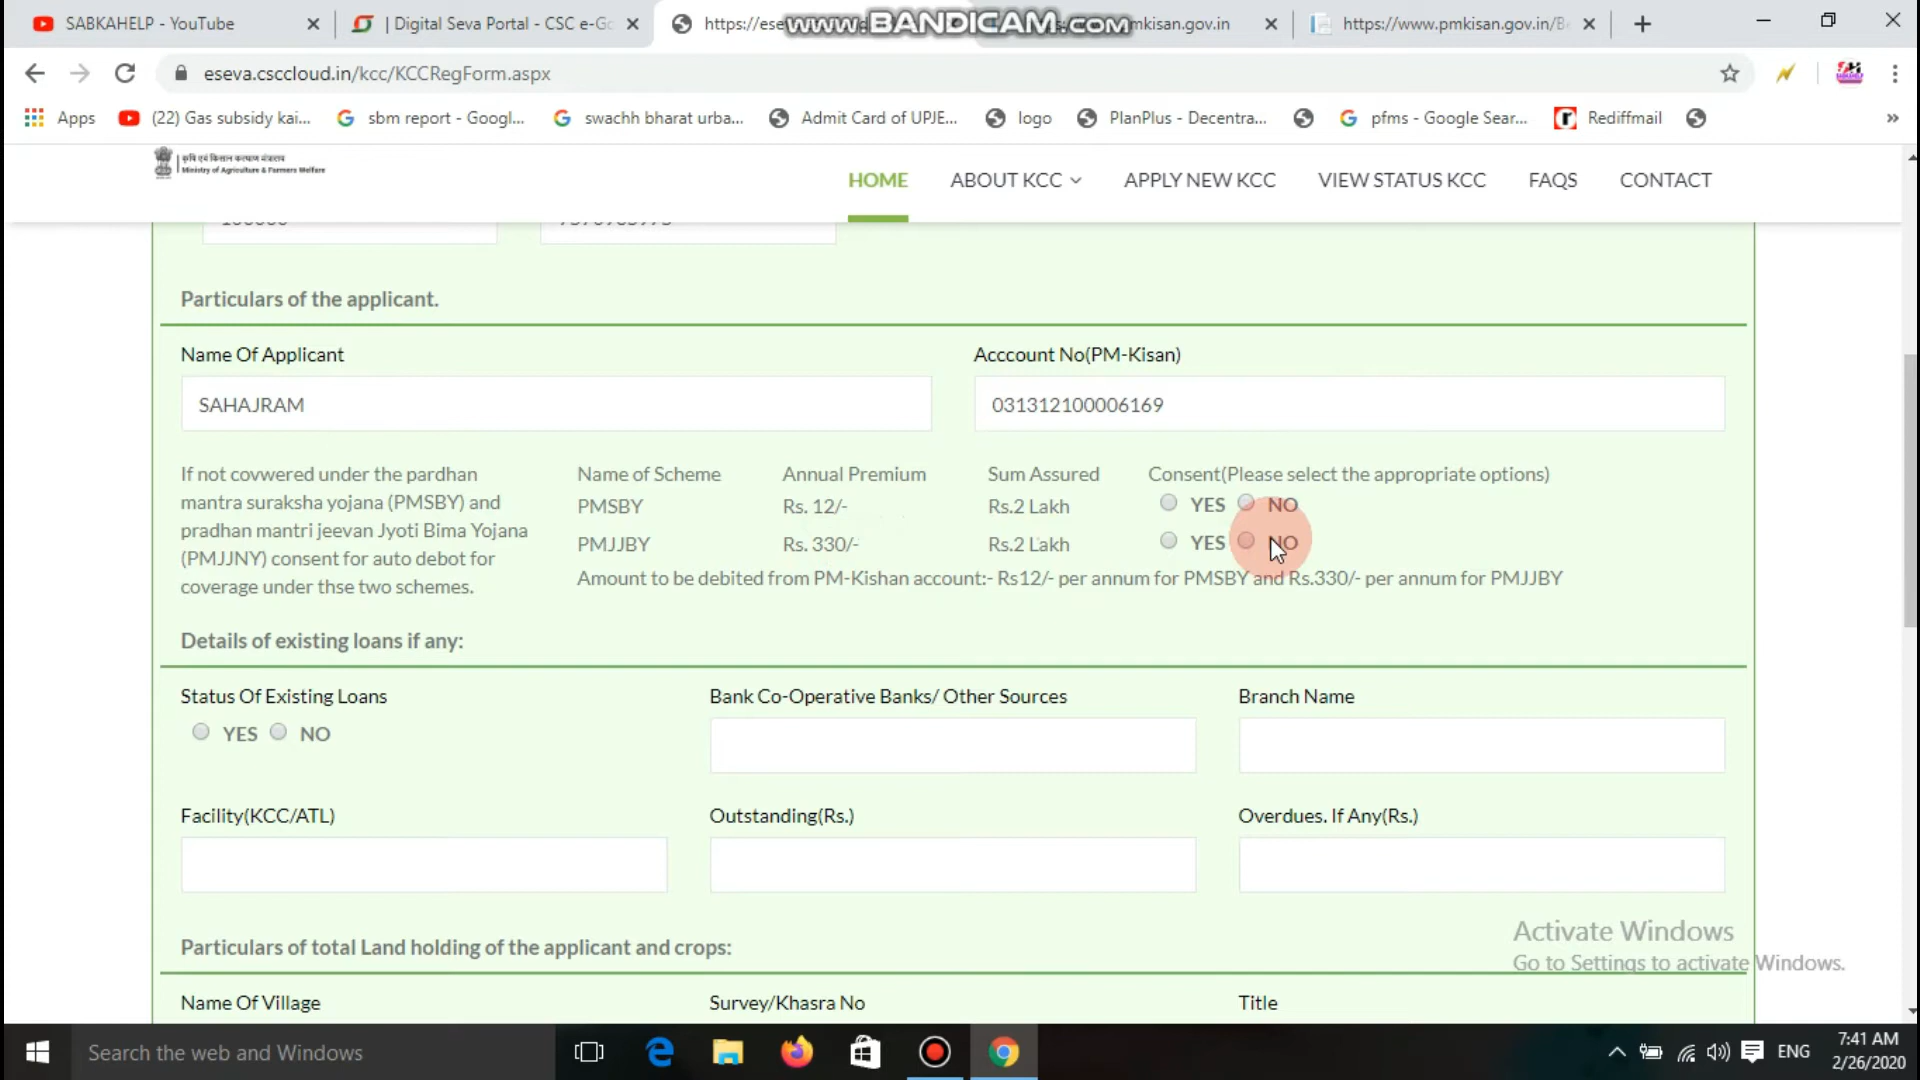 SABKAHELP - YouTube
| Digital Seva Portal - CSC e-Go
https://ese
www.BANDICAM.com
mkisan.gov.in
https://www.pmkisan.gov.in/Be
eseva.csccloud.in/kcc/KCCRegForm.aspx
Apps
(22) Gas subsidy kai...
sbm report - Googl...
swachh bharat urba...
Admit Card of UPJE...
logo
PlanPlus - Decentra...
pfms - Google Sear...
Rediffmail
»
कृषि एवं किसान कल्याण मंत्रालय
Ministry of Agriculture & Farmers Welfare
HOME
ABOUT KCC
APPLY NEW KCC
VIEW STATUS KCC
FAQS
CONTACT
Particulars of the applicant.
Name Of Applicant
Acccount No(PM-Kisan)
SAHAJRAM
031312100006169
If not covwered under the pardhan
mantra suraksha yojana (PMSBY) and
pradhan mantri jeevan Jyoti Bima Yojana
(PMJJNY) consent for auto debot for
coverage under thse two schemes.
Name of Scheme Annual Premium Sum Assured Consent(Please select the appropriate options)
PMSBY Rs. 12/- Rs.2 Lakh YES NO
PMJJBY Rs. 330/- Rs.2 Lakh YES NO
Amount to be debited from PM-Kishan account:- Rs12/- per annum for PMSBY and Rs.330/- per annum for PMJJBY
Details of existing loans if any:
Status Of Existing Loans
Bank Co-Operative Banks/ Other Sources
Branch Name
YES NO
Facility(KCC/ATL)
Outstanding(Rs.)
Overdues. If Any(Rs.)
Particulars of total Land holding of the applicant and crops:
Name Of Village
Survey/Khasra No
Title
Activate Windows
Go to Settings to activate Windows.
Search the web and Windows
ENG
7:41 AM
2/26/2020